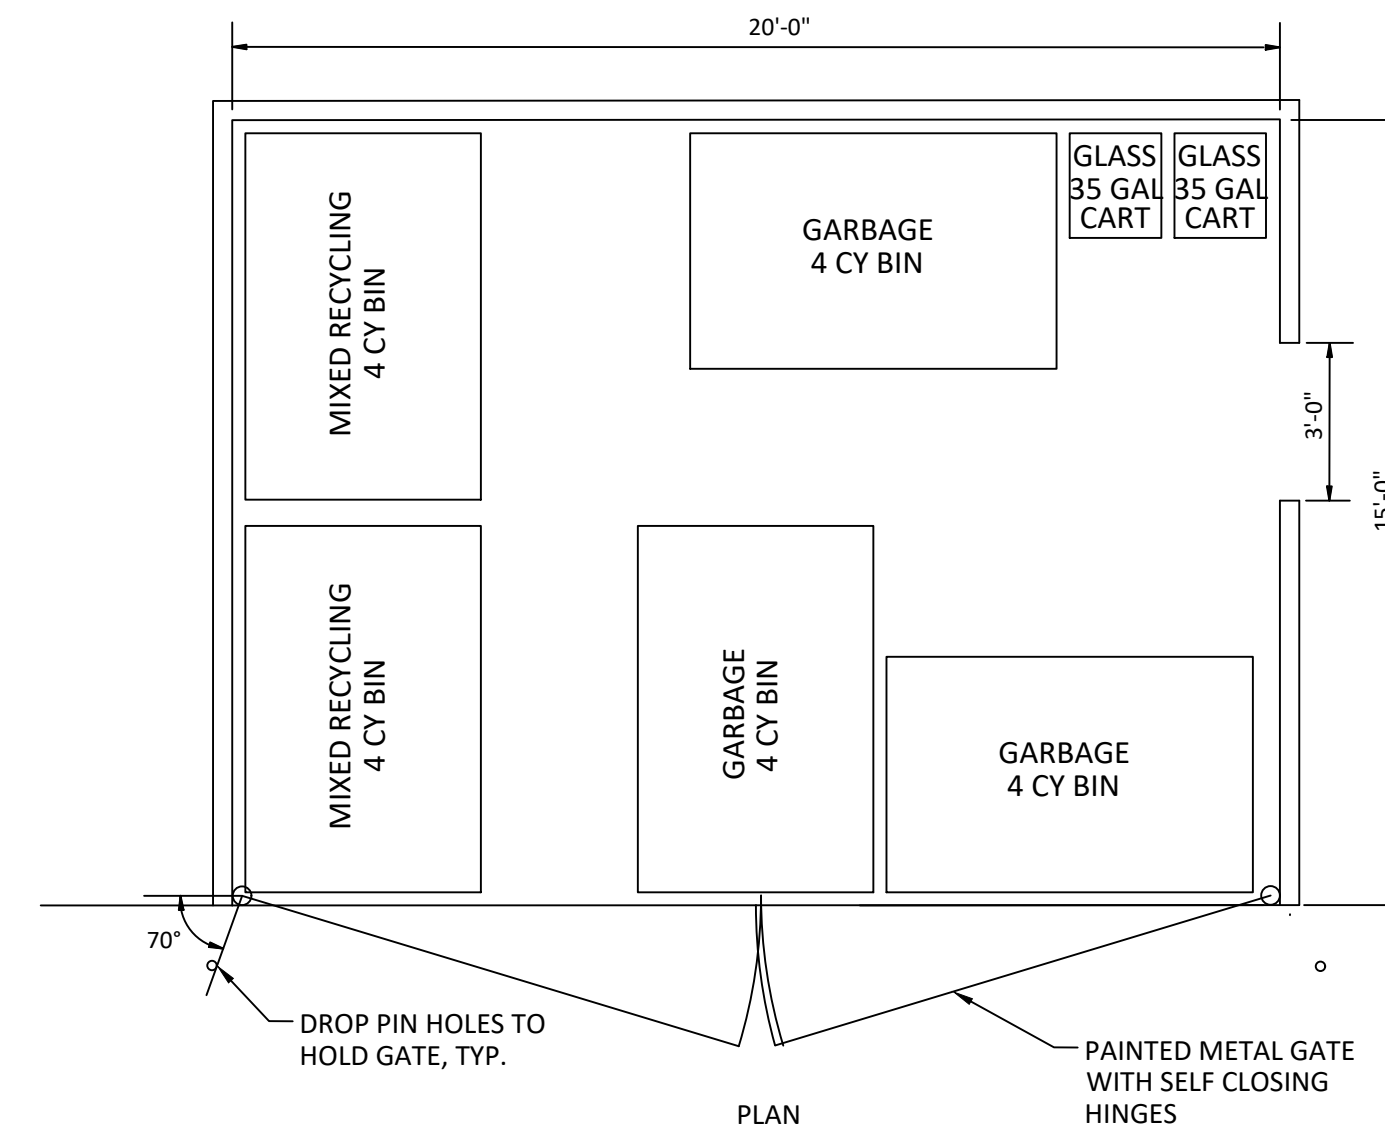 20'-0"
MIXED RECYCLING
4 CY BIN
GARBAGE
4 CY BIN
GLASS
35 GAL
CART
GLASS
35 GAL
CART
3'-0"
15'-0"
MIXED RECYCLING
4 CY BIN
GARBAGE
4 CY BIN
GARBAGE
4 CY BIN
70°
DROP PIN HOLES TO
HOLD GATE, TYP.
PAINTED METAL GATE
WITH SELF CLOSING
HINGES
PLAN